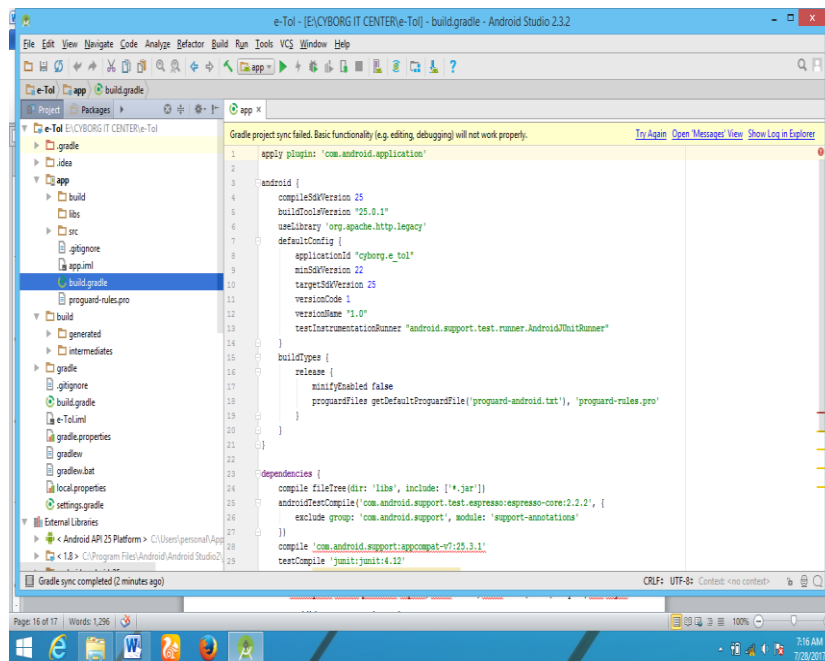 e-Tol - [E:\CYBORG IT CENTER\e-Tol] - build.gradle - Android Studio 2.3.2
File Edit View Navigate Code Analyze Refactor Build Run Tools VCS Window Help
app
e-Tol app build.gradle
Project Packages
app
e-Tol E:\CYBORG IT CENTER\e-Tol
.gradle
.idea
app
build
libs
src
.gitignore
app.iml
build.gradle
proguard-rules.pro
build
generated
intermediates
gradle
.gitignore
build.gradle
e-Tol.iml
gradle.properties
gradlew
gradlew.bat
local.properties
settings.gradle
External Libraries
< Android API 25 Platform > C:\Users\personal\App
< 1.8 > C:\Program Files\Android\Android Studio2\
Gradle project sync failed. Basic functionality (e.g. editing, debugging) will not work properly. Try Again Open 'Messages' View Show Log in Explorer
1 apply plugin: 'com.android.application'
2
3 android {
4 compileSdkVersion 25
5 buildToolsVersion "25.0.1"
6 useLibrary 'org.apache.http.legacy'
7 defaultConfig {
8 applicationId "cyborg.e_tol"
9 minSdkVersion 22
10 targetSdkVersion 25
11 versionCode 1
12 versionName "1.0"
13 testInstrumentationRunner "android.support.test.runner.AndroidJUnitRunner"
14 }
15 buildTypes {
16 release {
17 minifyEnabled false
18 proguardFiles getDefaultProguardFile('proguard-android.txt'), 'proguard-rules.pro'
19 }
20 }
21 }
22
23 dependencies {
24 compile fileTree(dir: 'libs', include: ['*.jar'])
25 androidTestCompile('com.android.support.test.espresso:espresso-core:2.2.2', {
26 exclude group: 'com.android.support', module: 'support-annotations'
27 })
28 compile 'com.android.support:appcompat-v7:25.3.1'
29 testCompile 'junit:junit:4.12'
Gradle sync completed (2 minutes ago) CRLF: UTF-8: Context: <no context>
Page: 16 of 17 Words: 1,296 100%
7:16 AM
7/28/2017